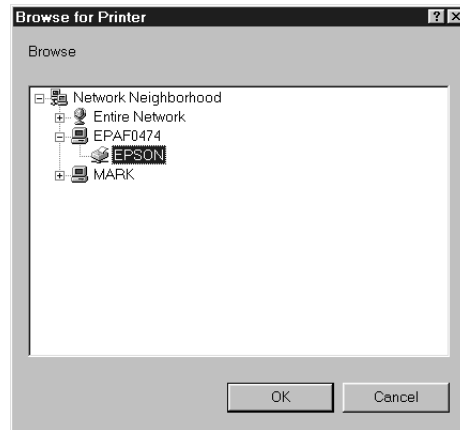 Browse for Printer
Browse
Network Neighborhood
Entire Network
EPAF0474
EPSON
MARK
OK Cancel